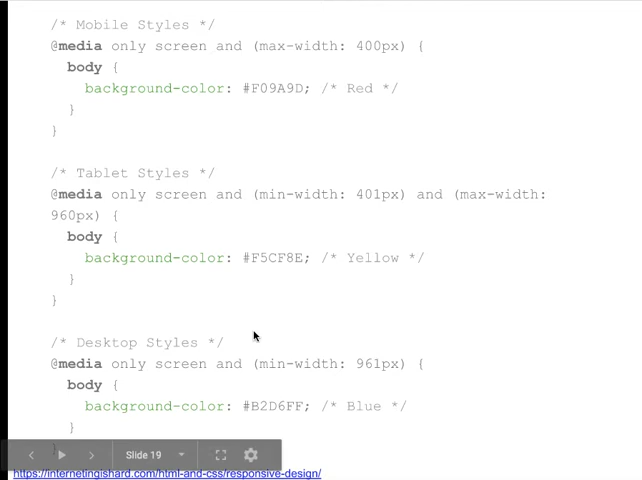 /* Mobile Styles */
@media only screen and (max-width: 400px) {
body {
background-color: #F09A9D; /* Red */
}
}
/* Tablet Styles */
@media only screen and (min-width: 401px) and (max-width:
960px) {
body {
background-color: #F5CF8E; /* Yellow */
}
}
/* Desktop Styles */
@media only screen and (min-width: 961px) {
body {
background-color: #B2D6FF; /* Blue */
}
}
Slide 19
https://internetingishard.com/html-and-css/responsive-design/